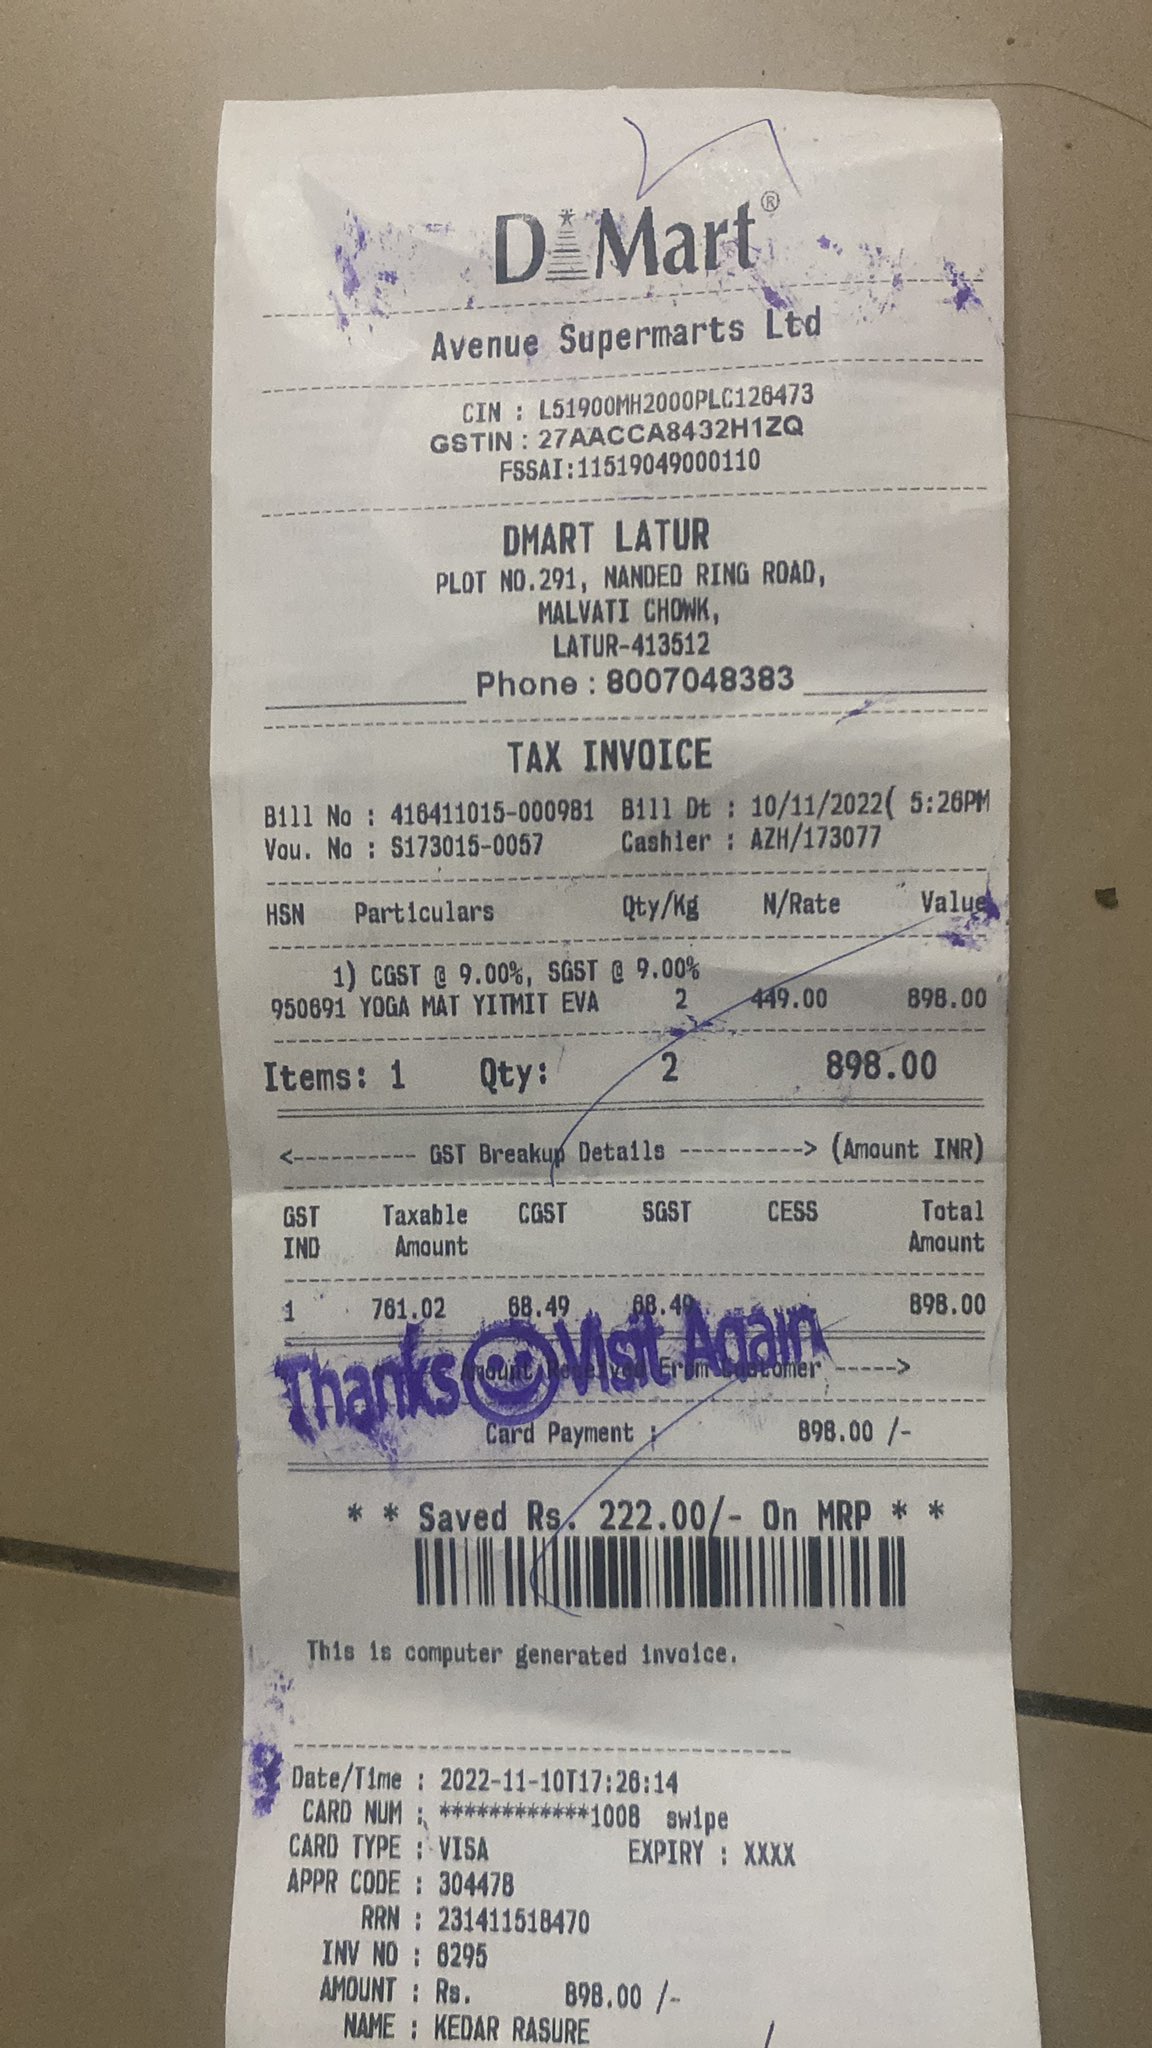 D Mart®
Avenue Supermarts Ltd
CIN : L51900MH2000PLC126473
GSTIN : 27AACCA8432H1ZQ
FSSAI:11519049000110
DMART LATUR
PLOT NO.291, NANDED RING ROAD,
MALVATI CHOWK,
LATUR-413512
Phone : 8007048383
TAX INVOICE
Bill No : 416411015-000981 Bill Dt : 10/11/2022( 5:26PM
Vou. No : S173015-0057 Cashier : AZH/173077
HSN Particulars Qty/Kg N/Rate Value
1) CGST @ 9.00%, SGST @ 9.00%
950691 YOGA MAT YITMIT EVA 2 449.00 898.00
Items: 1 Qty: 2 898.00
<---------- GST Breakup Details ----------> (Amount INR)
GST Taxable CGST SGST CESS Total
IND Amount Amount
1 761.02 68.49 68.49 898.00
Thanks Visit Again
Amount Received From Customer ----->
Card Payment : 898.00 /-
* * Saved Rs. 222.00/- On MRP * *
This is computer generated invoice.
Date/Time : 2022-11-10T17:26:14
CARD NUM : ************1008 swipe
CARD TYPE : VISA EXPIRY : XXXX
APPR CODE : 304478
RRN : 231411518470
INV NO : 6295
AMOUNT : Rs. 898.00 /-
NAME : KEDAR RASURE